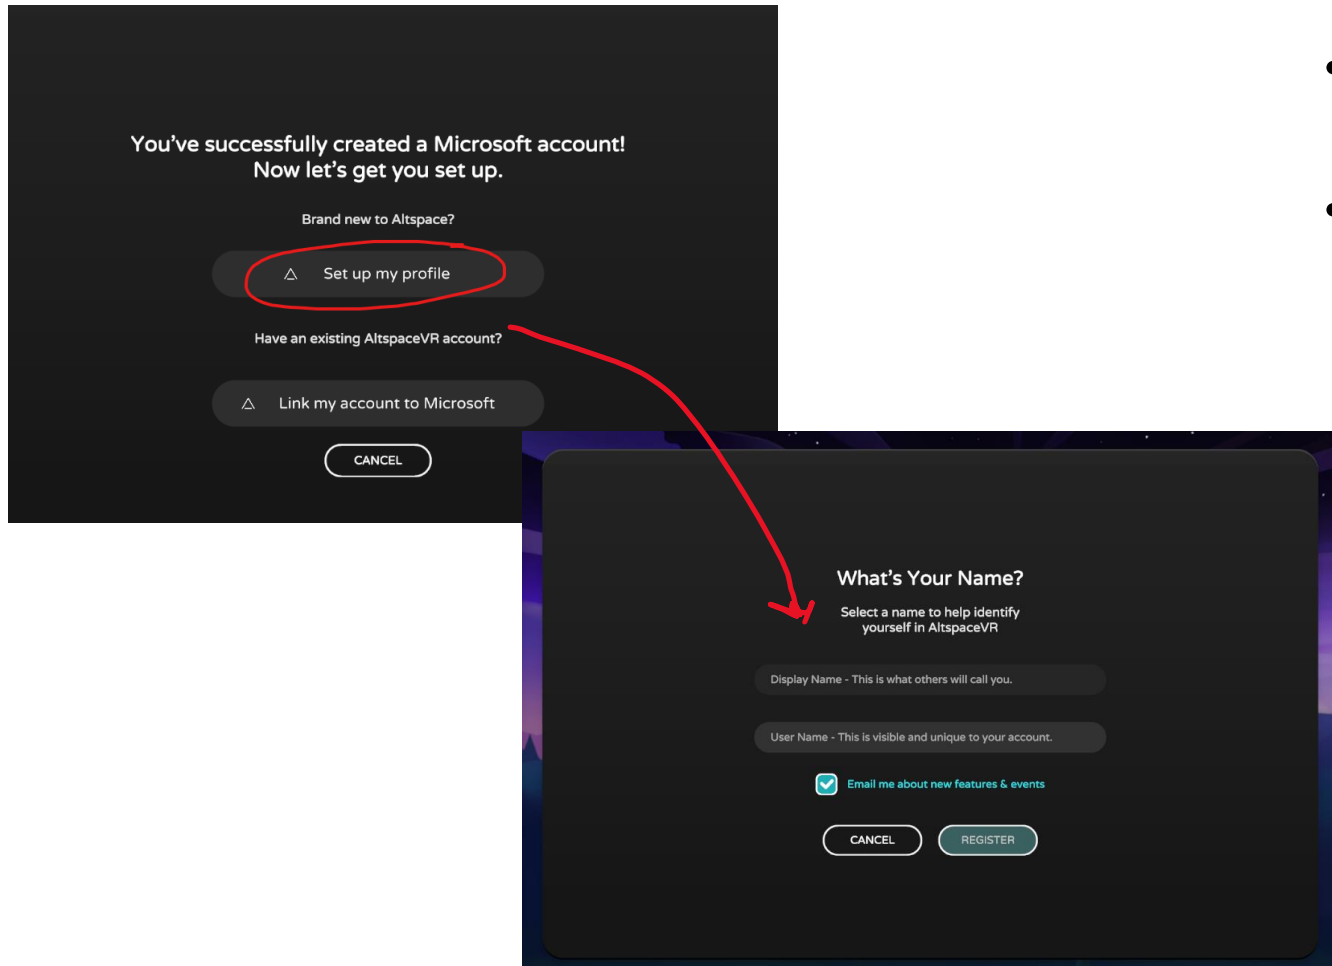 You've successfully created a Microsoft account!
Now let's get you set up.
Brand new to Altspace?
Set up my profile
Have an existing AltspaceVR account?
Link my account to Microsoft
CANCEL
What's Your Name?
Select a name to help identify
yourself in AltspaceVR
Display Name - This is what others will call you.
User Name - This is visible and unique to your account.
Email me about new features & events
CANCEL
REGISTER